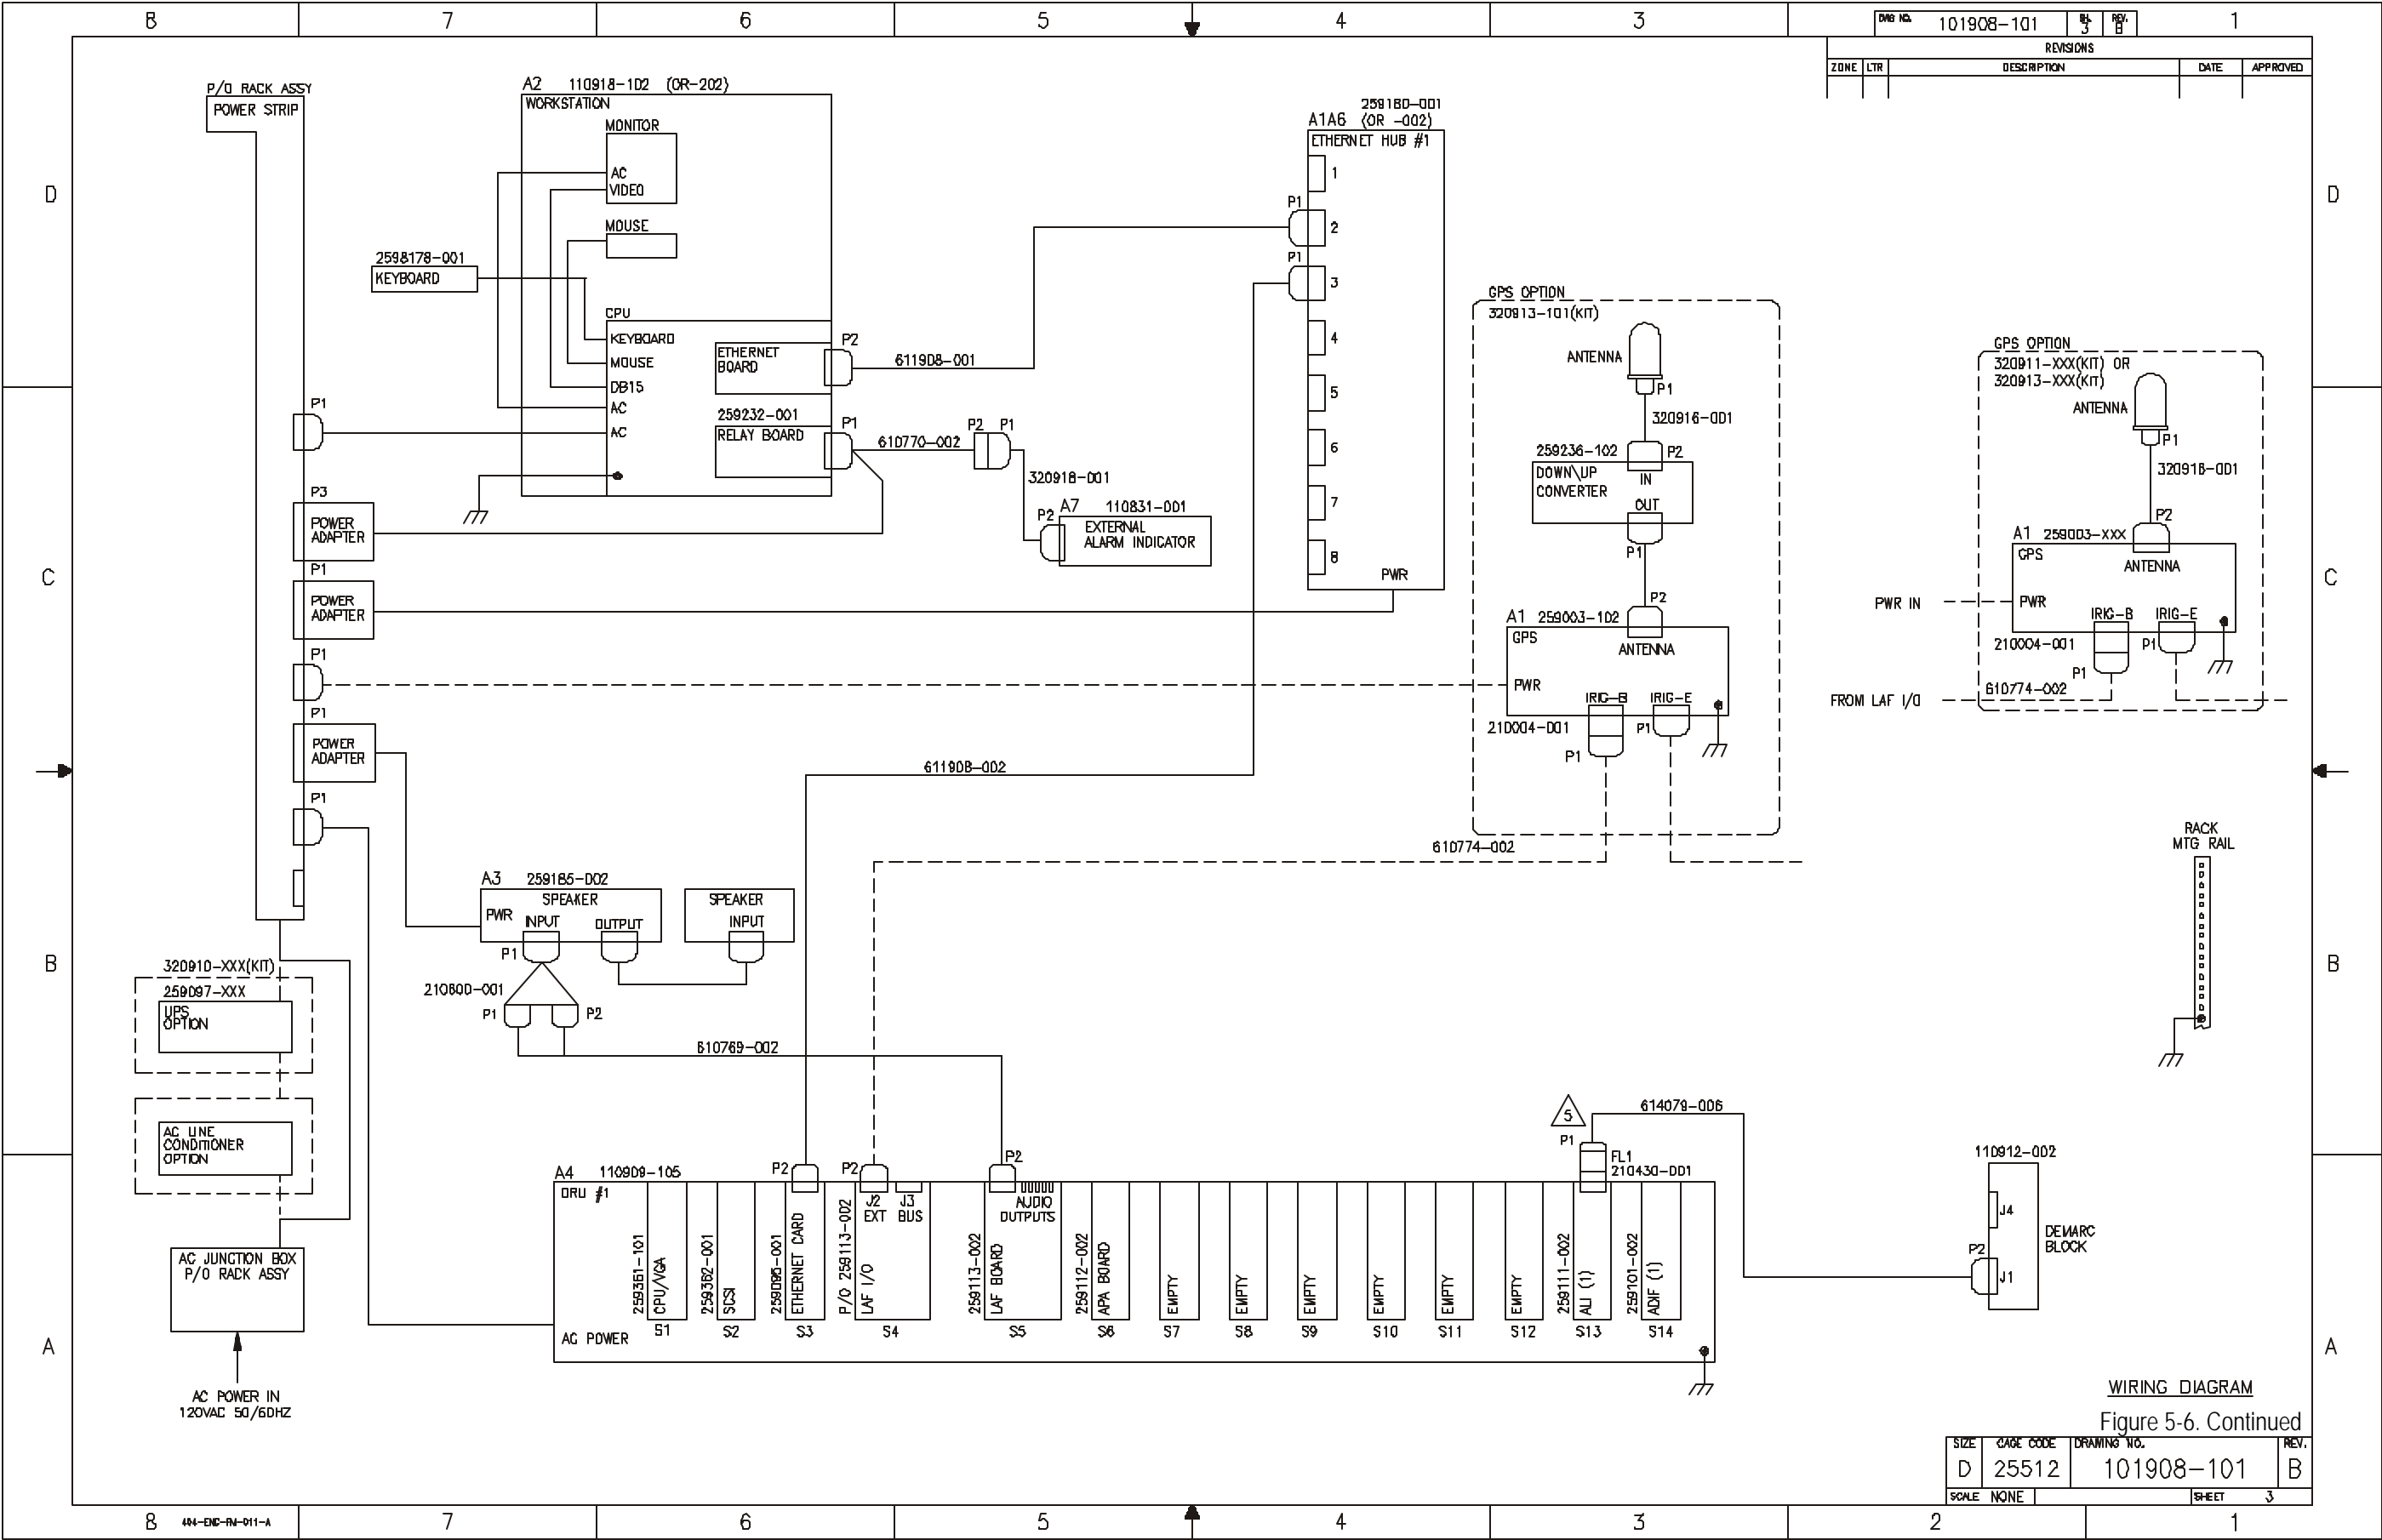 8 7 6 5 4 3 1
DWG NO. 101908-101 SH. 3 REV. B
REVISIONS
ZONE LTR DESCRIPTION DATE APPROVED
D
D
P/O RACK ASSY
POWER STRIP
A2 110918-102 (OR-202)
WORKSTATION
MONITOR
AC
VIDEO
MOUSE
2598178-001
KEYBOARD
CPU
KEYBOARD
MOUSE
DB15
AC
AC
ETHERNET
BOARD
P2
611908-001
259232-001
RELAY BOARD
P1
610770-002
P2 P1
320918-001
P2
A7 110831-001
EXTERNAL
ALARM INDICATOR
259180-001
A1A6 (OR -002)
ETHERNET HUB #1
1
P1
2
P1
3
4
5
6
7
8
PWR
GPS OPTION
320913-101(KIT)
ANTENNA
P1
320916-001
259236-102
P2
DOWN\UP
CONVERTER
IN
OUT
P1
P2
A1 259003-102
GPS
ANTENNA
PWR
IRIG-B IRIG-E
210004-001
P1
P1
610774-002
GPS OPTION
320911-XXX(KIT) OR
320913-XXX(KIT)
ANTENNA
P1
320916-001
P2
A1 259003-XXX
GPS
ANTENNA
PWR IN
PWR
IRIG-B IRIG-E
210004-001
P1
P1
FROM LAF I/O
610774-002
C
C
P1
P3
POWER
ADAPTER
P1
POWER
ADAPTER
P1
P1
POWER
ADAPTER
P1
611908-002
A3 259185-002
SPEAKER
PWR
INPUT
OUTPUT
P1
SPEAKER
INPUT
210600-001
P1
P2
610769-002
RACK
MTG RAIL
B
B
320910-XXX(KIT)
259097-XXX
UPS
OPTION
AC LINE
CONDITIONER
OPTION
AC JUNCTION BOX
P/O RACK ASSY
AC POWER IN
120VAC 50/60HZ
A4 110909-105
DRU #1
AC POWER
259361-101
CPU/VGA
S1
259362-001
SCSI
S2
P2
259095-001
ETHERNET CARD
S3
P2
J2
EXT
J3
BUS
P/O 259113-002
LAF I/O
S4
P2
AUDIO
OUTPUTS
259113-002
LAF BOARD
S5
259112-002
APA BOARD
S6
EMPTY
S7
EMPTY
S8
EMPTY
S9
EMPTY
S10
EMPTY
S11
EMPTY
S12
5
P1
614079-006
FL1
210430-001
259111-002
ALI (1)
S13
259101-002
ADIF (1)
S14
110912-002
J4
P2
J1
DEMARC
BLOCK
A
A
WIRING DIAGRAM
Figure 5-6. Continued
SIZE CAGE CODE DRAWING NO. REV.
D 25512 101908-101 B
SCALE NONE SHEET 3
8 404-ENC-FM-011-A 7 6 5 4 3 2 1